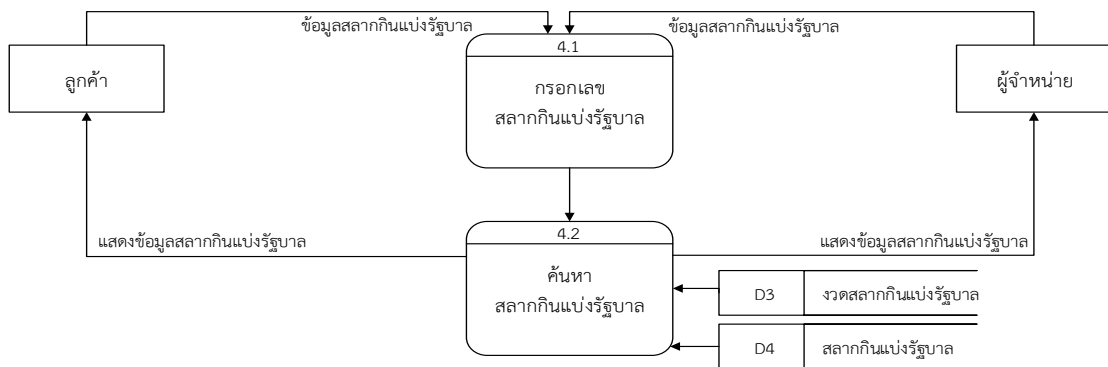 ข้อมูลสลากกินแบ่งรัฐบาล
ข้อมูลสลากกินแบ่งรัฐบาล
ลูกค้า
4.1
กรอกเลข
สลากกินแบ่งรัฐบาล
ผู้จำหน่าย
แสดงข้อมูลสลากกินแบ่งรัฐบาล
4.2
ค้นหา
สลากกินแบ่งรัฐบาล
แสดงข้อมูลสลากกินแบ่งรัฐบาล
D3 งวดสลากกินแบ่งรัฐบาล
D4 สลากกินแบ่งรัฐบาล